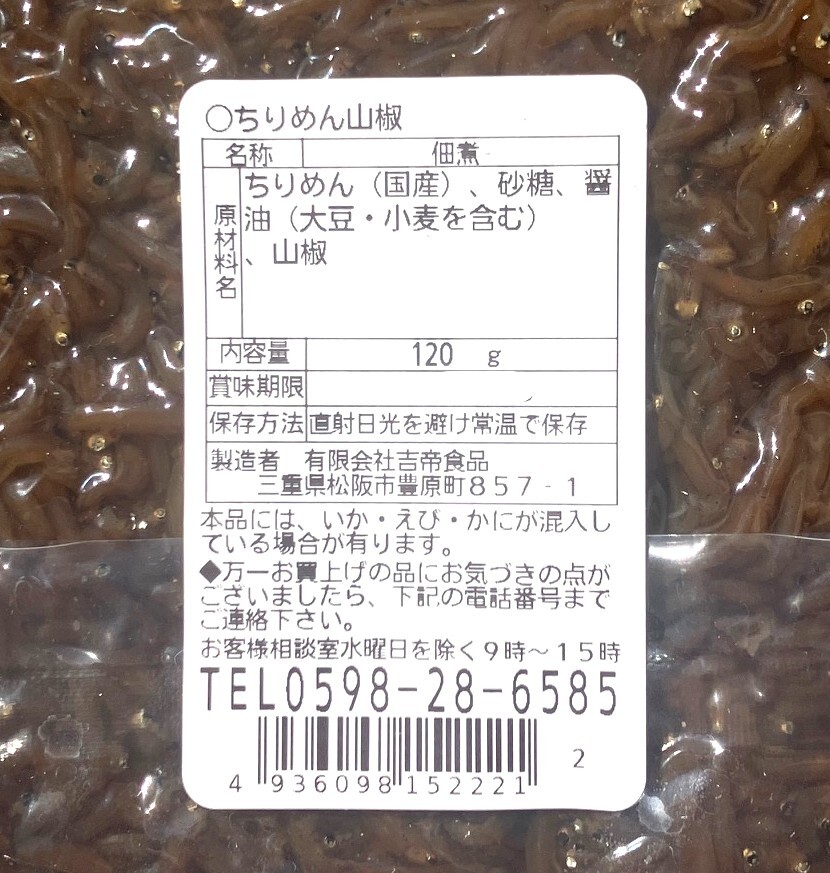 ○ちりめん山椒
名称 佃煮
原材料名 ちりめん（国産）、砂糖、醤
油（大豆・小麦を含む）
、山椒
内容量 120 g
賞味期限
保存方法 直射日光を避け常温で保存
製造者 有限会社吉帝食品
三重県松阪市豊原町８５７‐１
本品には、いか・えび・かにが混入し
ている場合が有ります。
◆万一お買上げの品にお気づきの点が
ございましたら、下記の電話番号まで
ご連絡下さい。
お客様相談室水曜日を除く９時～１５時
TEL0598-28-6585
2
4 936098 152221